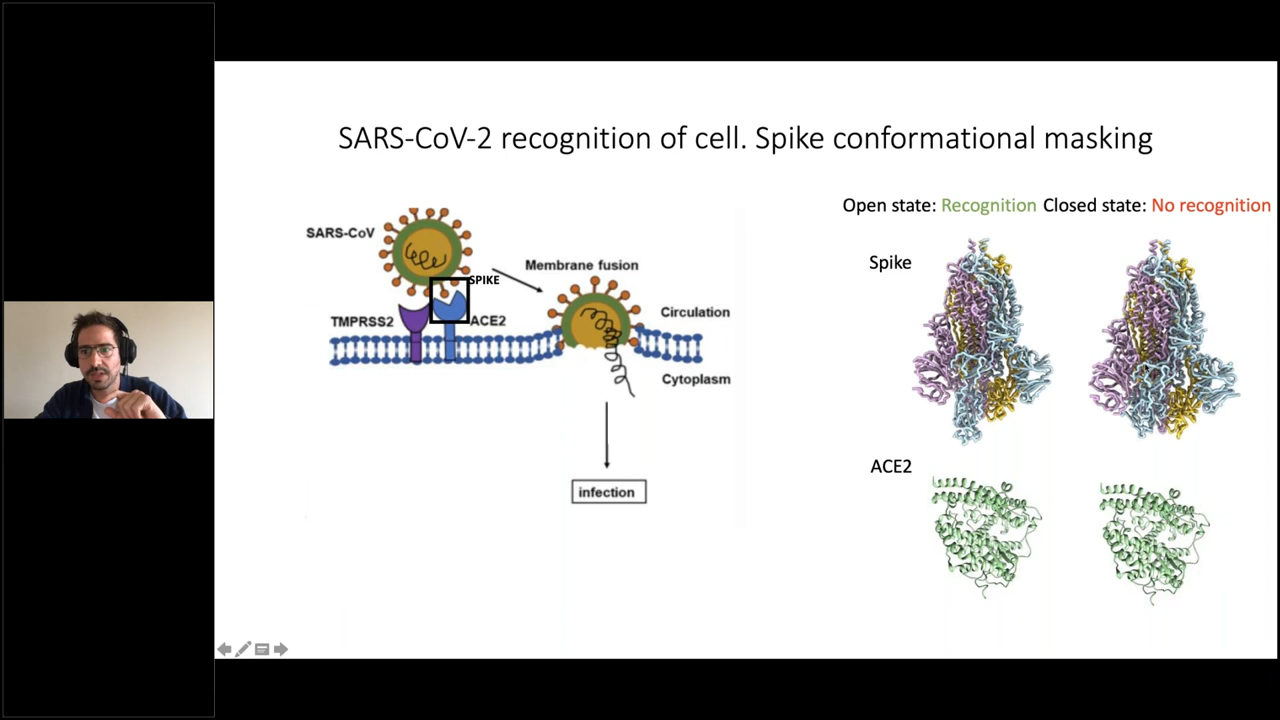 SARS-CoV-2 recognition of cell. Spike conformational masking
Open state: Recognition Closed state: No recognition
SARS-CoV
SPIKE
Membrane fusion
TMPRSS2
ACE2
Circulation
Cytoplasm
infection
Spike
ACE2